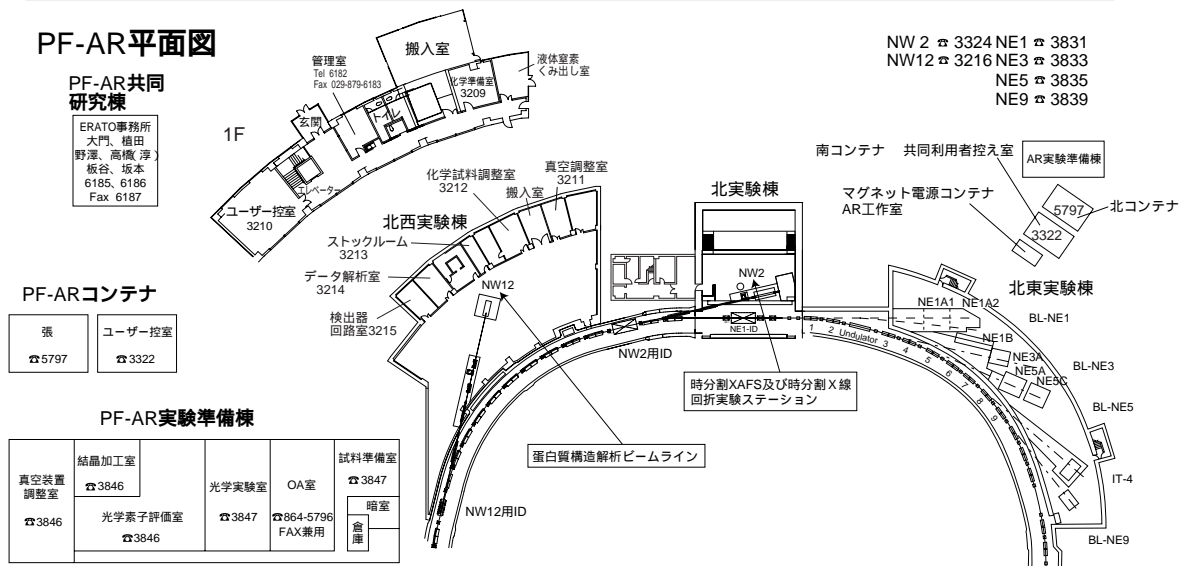 PF-AR平面図
NW 2 ☎ 3324 NE1 ☎ 3831
NW12 ☎ 3216 NE3 ☎ 3833
NE5 ☎ 3835
NE9 ☎ 3839
PF-AR共同
研究棟
ERATO事務所
大門、植田
野澤、高橋(淳)
板谷、坂本
6185、6186
Fax 6187
1F
搬入室
管理室
Tel 6182
Fax 029-879-6183
液体窒素
くみ出し室
化学準備室
3209
トイレ
玄関
エレベーター
ユーザー控室
3210
北西実験棟
化学試料調整室
3212
搬入室
真空調整室
3211
ストックルーム
3213
データ解析室
3214
検出器
回路室3215
NW12
北実験棟
NW2
NE1-ID
NW2用ID
NW12用ID
時分割XAFS及び時分割X線
回折実験ステーション
蛋白質構造解析ビームライン
南コンテナ
共同利用者控え室
AR実験準備棟
マグネット電源コンテナ
AR工作室
5797
3322
北コンテナ
北東実験棟
NE1A1
NE1A2
BL-NE1
NE1B
NE3A
BL-NE3
NE5A
NE5C
BL-NE5
IT-4
BL-NE9
1 2 Undulator 3 4 5 6 7 8 9
PF-ARコンテナ
張
☎5797
ユーザー控室
☎3322
PF-AR実験準備棟
真空装置
調整室
☎3846
結晶加工室
☎3846
光学素子評価室
☎3846
光学実験室
☎3847
OA室
☎864-5796
FAX兼用
試料準備室
☎3847
暗室
倉庫